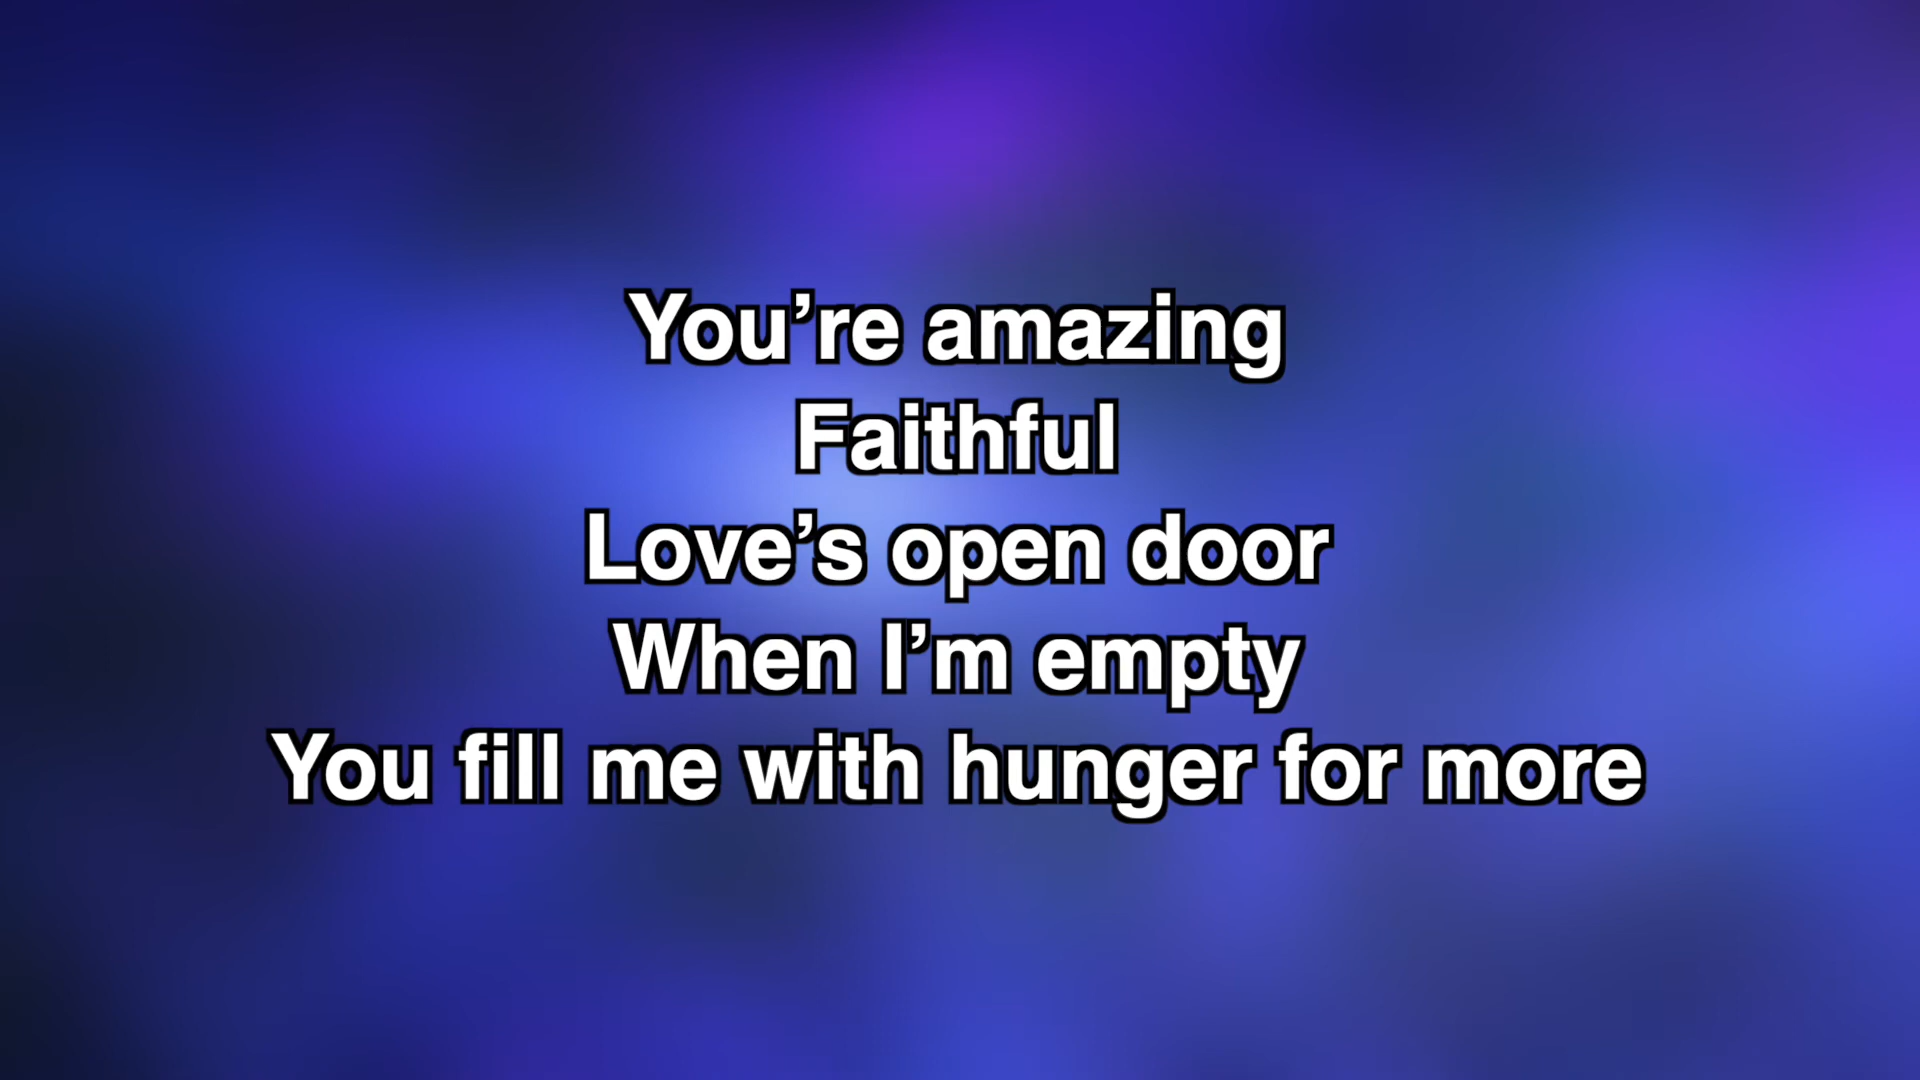 You’re amazing
Faithful
Love’s open door
When I’m empty
You fill me with hunger for more